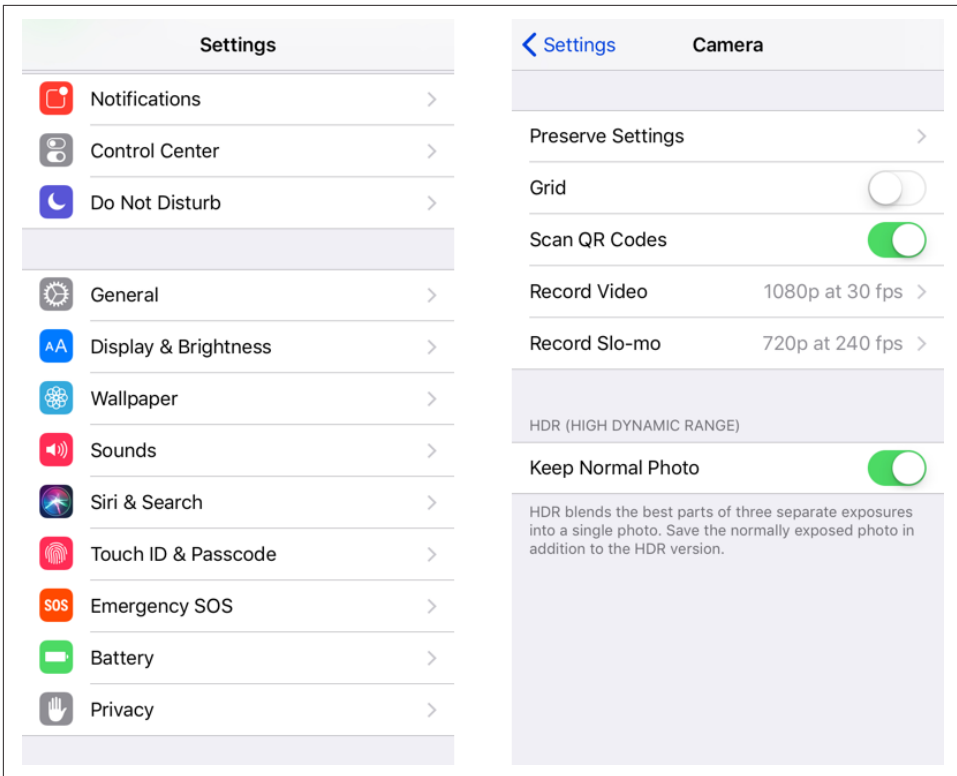 Settings
Notifications
Control Center
Do Not Disturb
General
AA Display & Brightness
Wallpaper
Sounds
Siri & Search
Touch ID & Passcode
SOS Emergency SOS
Battery
Privacy
Settings Camera
Preserve Settings
Grid
Scan QR Codes
Record Video 1080p at 30 fps
Record Slo-mo 720p at 240 fps
HDR (HIGH DYNAMIC RANGE)
Keep Normal Photo
HDR blends the best parts of three separate exposures
into a single photo. Save the normally exposed photo in
addition to the HDR version.